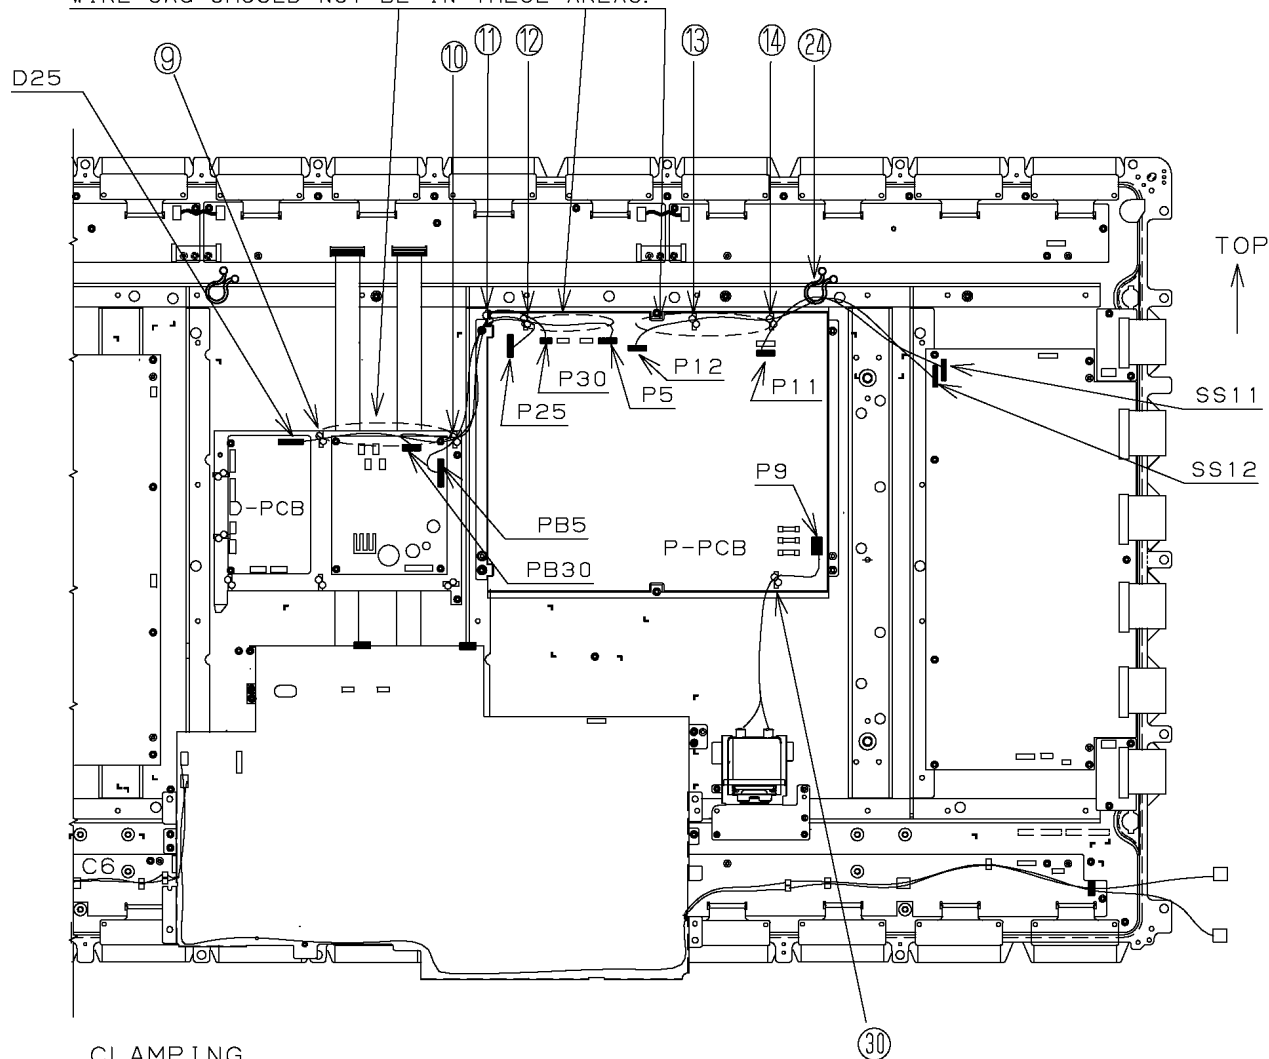 WIRE SAG SHOULD NOT BE IN THESE AREAS.
9
10
11
12
13
14
24
D25
TOP
P30
P12
P25
P5
P11
SS11
SS12
P9
-PCB
PB5
P-PCB
PB30
C6
30
CLAMPING